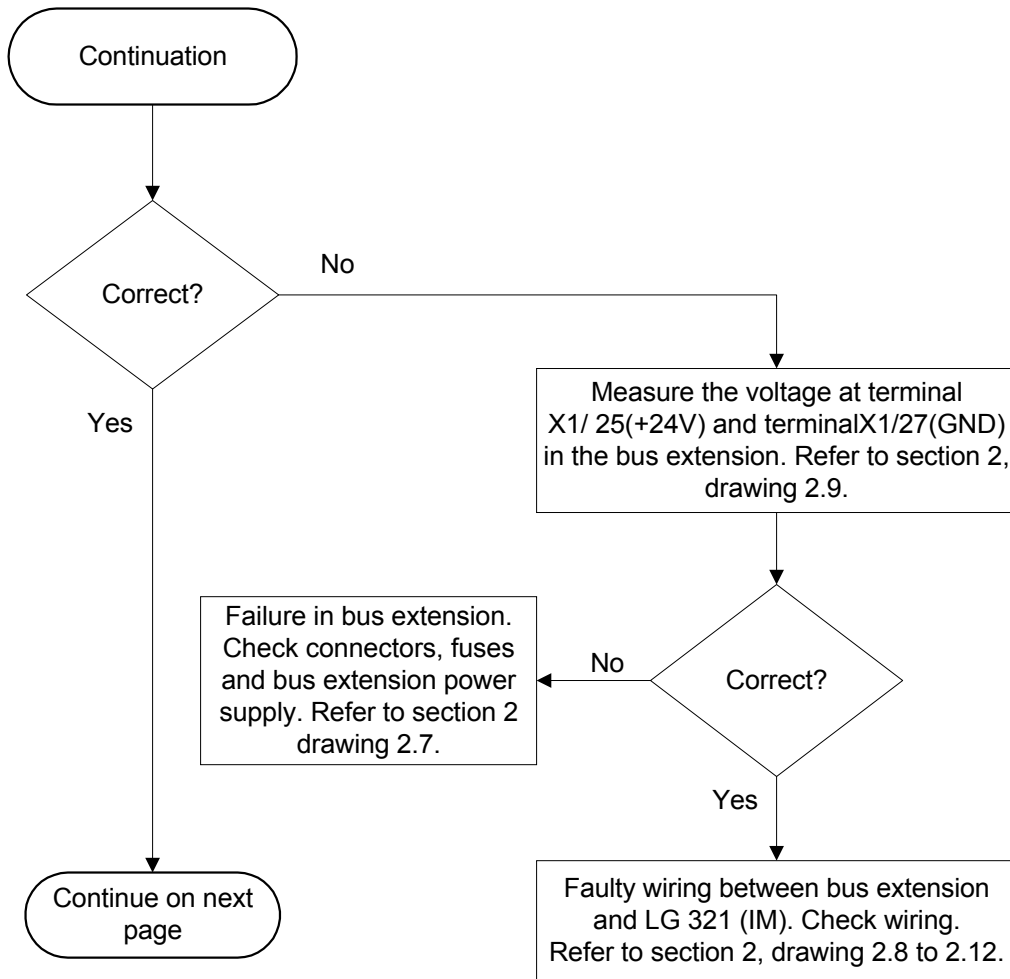 Continuation
Correct?
No
Yes
Measure the voltage at terminal
X1/ 25(+24V) and terminalX1/27(GND)
in the bus extension. Refer to section 2,
drawing 2.9.
Correct?
No
Failure in bus extension.
Check connectors, fuses
and bus extension power
supply. Refer to section 2
drawing 2.7.
Yes
Faulty wiring between bus extension
and LG 321 (IM). Check wiring.
Refer to section 2, drawing 2.8 to 2.12.
Continue on next
page